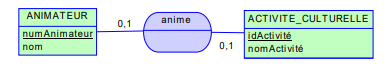 ANIMATEUR
numAnimateur
nom
0,1
anime
0,1
ACTIVITE_CULTURELLE
idActivité
nomActivité